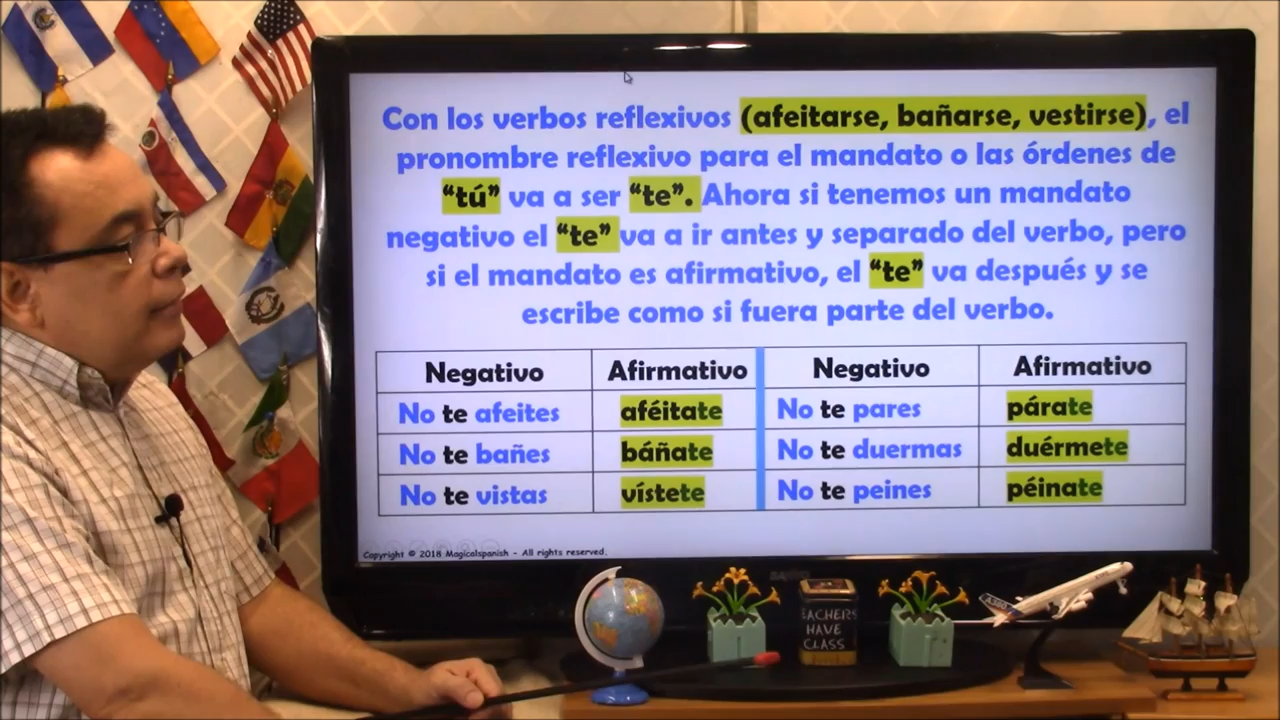 Con los verbos reflexivos (afeitarse, bañarse, vestirse), el
pronombre reflexivo para el mandato o las órdenes de
“tú” va a ser “te”. Ahora si tenemos un mandato
negativo el “te” va a ir antes y separado del verbo, pero
si el mandato es afirmativo, el “te” va después y se
escribe como si fuera parte del verbo.
Negativo Afirmativo Negativo Afirmativo
No te afeites aféitate No te pares párate
No te bañes báñate No te duermas duérmete
No te vistas vístete No te peines péinate
Copyright © 2018 Magicalspanish - All rights reserved.
EACHERS
HAVE
CLASS
A380